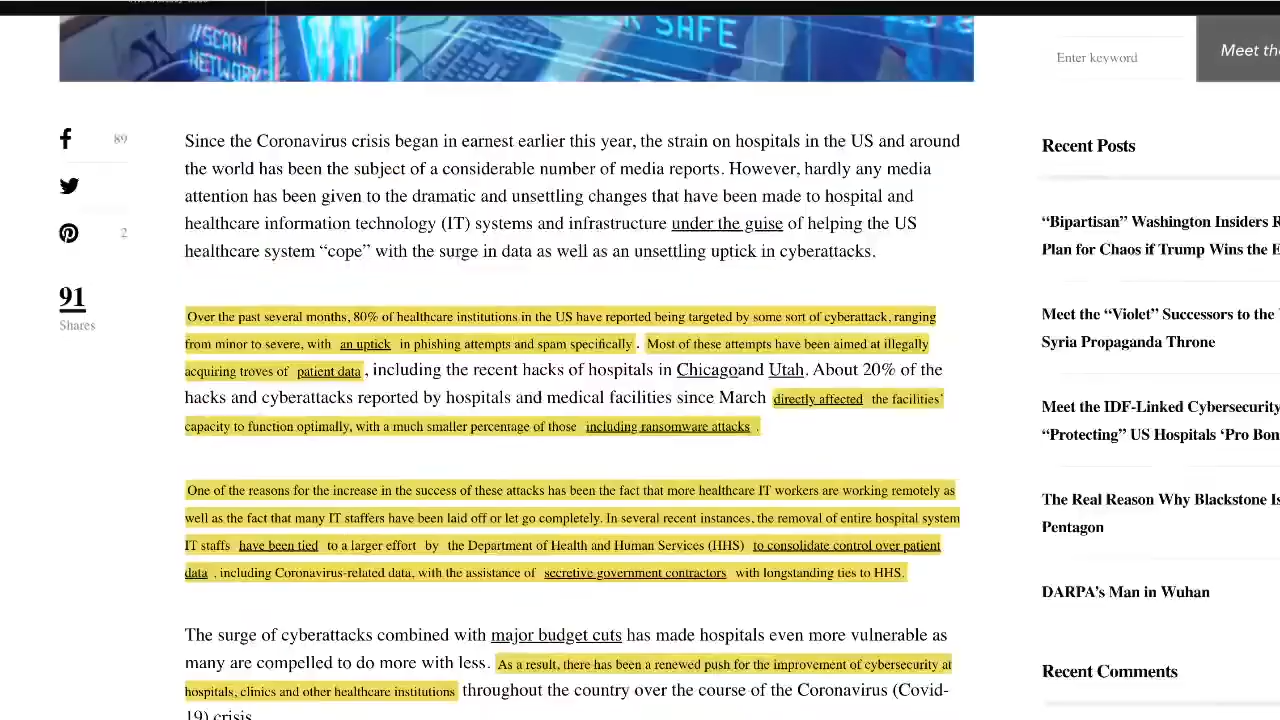 //SCAN
NETWORK
SAFE
Enter keyword
Meet the
89
2
91
Shares
Since the Coronavirus crisis began in earnest earlier this year, the strain on hospitals in the US and around
the world has been the subject of a considerable number of media reports. However, hardly any media
attention has been given to the dramatic and unsettling changes that have been made to hospital and
healthcare information technology (IT) systems and infrastructure under the guise of helping the US
healthcare system “cope” with the surge in data as well as an unsettling uptick in cyberattacks.
Over the past several months, 80% of healthcare institutions in the US have reported being targeted by some sort of cyberattack, ranging
from minor to severe, with an uptick in phishing attempts and spam specifically . Most of these attempts have been aimed at illegally
acquiring troves of patient data , including the recent hacks of hospitals in Chicagoand Utah. About 20% of the
hacks and cyberattacks reported by hospitals and medical facilities since March directly affected the facilities’
capacity to function optimally, with a much smaller percentage of those including ransomware attacks .
One of the reasons for the increase in the success of these attacks has been the fact that more healthcare IT workers are working remotely as
well as the fact that many IT staffers have been laid off or let go completely. In several recent instances, the removal of entire hospital system
IT staffs have been tied to a larger effort by the Department of Health and Human Services (HHS) to consolidate control over patient
data , including Coronavirus-related data, with the assistance of secretive government contractors with longstanding ties to HHS.
The surge of cyberattacks combined with major budget cuts has made hospitals even more vulnerable as
many are compelled to do more with less. As a result, there has been a renewed push for the improvement of cybersecurity at
hospitals, clinics and other healthcare institutions throughout the country over the course of the Coronavirus (Covid-
19) crisis.
Recent Posts
“Bipartisan” Washington Insiders R
Plan for Chaos if Trump Wins the E
Meet the “Violet” Successors to the
Syria Propaganda Throne
Meet the IDF-Linked Cybersecurity
“Protecting” US Hospitals ‘Pro Bon
The Real Reason Why Blackstone Is
Pentagon
DARPA’s Man in Wuhan
Recent Comments